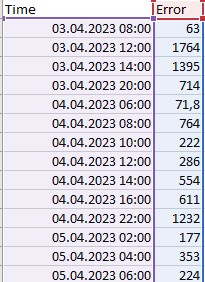 Time Error
03.04.2023 08:00 63
03.04.2023 12:00 1764
03.04.2023 14:00 1395
03.04.2023 20:00 714
04.04.2023 06:00 71,8
04.04.2023 08:00 764
04.04.2023 10:00 222
04.04.2023 12:00 286
04.04.2023 14:00 554
04.04.2023 16:00 611
04.04.2023 22:00 1232
05.04.2023 02:00 177
05.04.2023 04:00 353
05.04.2023 06:00 224